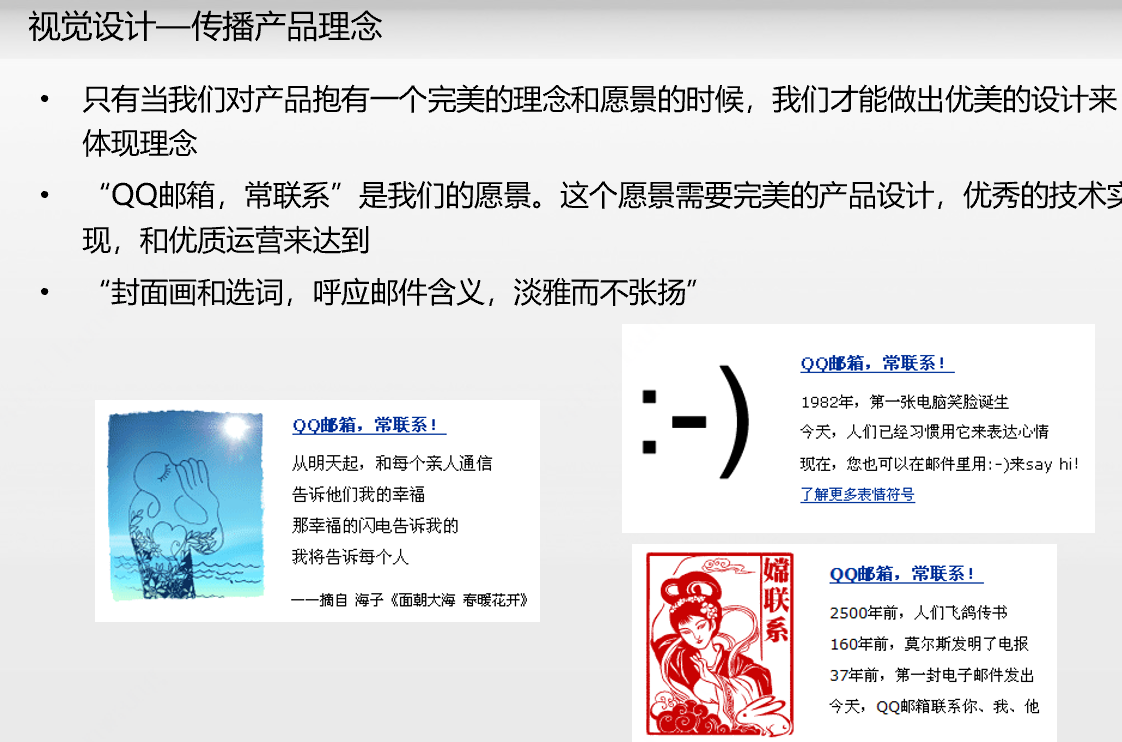 视觉设计—传播产品理念
• 只有当我们对产品抱有一个完美的理念和愿景的时候，我们才能做出优美的设计来
体现理念
• “QQ邮箱，常联系”是我们的愿景。这个愿景需要完美的产品设计，优秀的技术实
现，和优质运营来达到
• “封面画和选词，呼应邮件含义，淡雅而不张扬”
QQ邮箱，常联系！
从明天起，和每个亲人通信
告诉他们我的幸福
那幸福的闪电告诉我的
我将告诉每个人
——摘自 海子《面朝大海 春暖花开》
:-)
QQ邮箱，常联系！
1982年，第一张电脑笑脸诞生
今天，人们已经习惯用它来表达心情
现在，您也可以在邮件里用:-)来say hi!
了解更多表情符号
嫦联系
QQ邮箱，常联系！
2500年前，人们飞鸽传书
160年前，莫尔斯发明了电报
37年前，第一封电子邮件发出
今天，QQ邮箱联系你、我、他